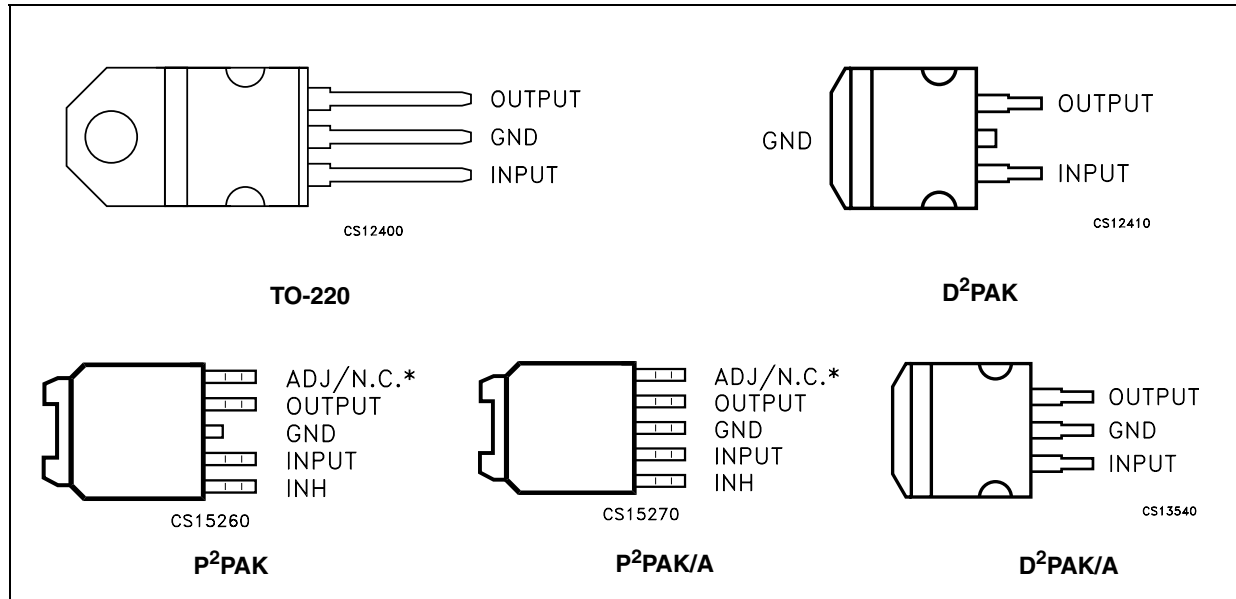 OUTPUT
GND
INPUT
CS12400
TO-220
GND
OUTPUT
INPUT
CS12410
D²PAK
ADJ/N.C.*
OUTPUT
GND
INPUT
INH
CS15260
P²PAK
ADJ/N.C.*
OUTPUT
GND
INPUT
INH
CS15270
P²PAK/A
OUTPUT
GND
INPUT
CS13540
D²PAK/A